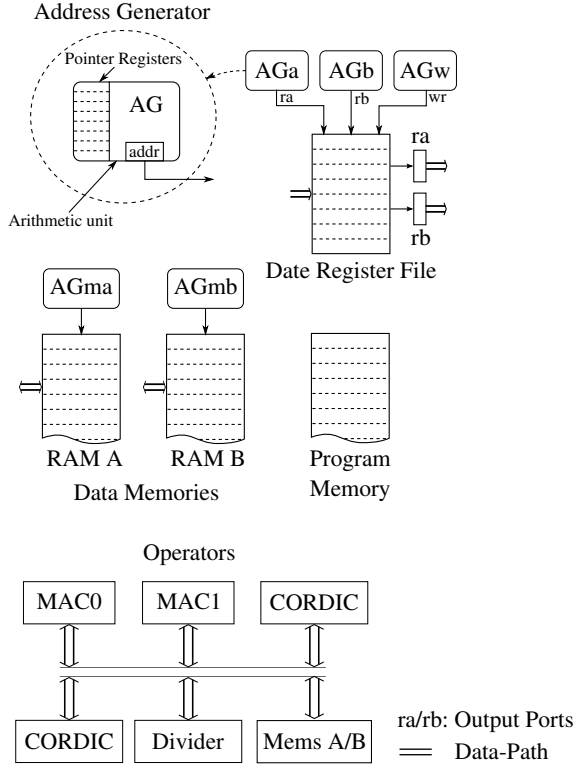 Address Generator
Pointer Registers
AG
addr
Arithmetic unit
AGa
AGb
AGw
ra
rb
wr
ra
rb
Date Register File
AGma
AGmb
RAM A
RAM B
Data Memories
Program
Memory
Operators
MAC0
MAC1
CORDIC
CORDIC
Divider
Mems A/B
ra/rb: Output Ports
Data-Path